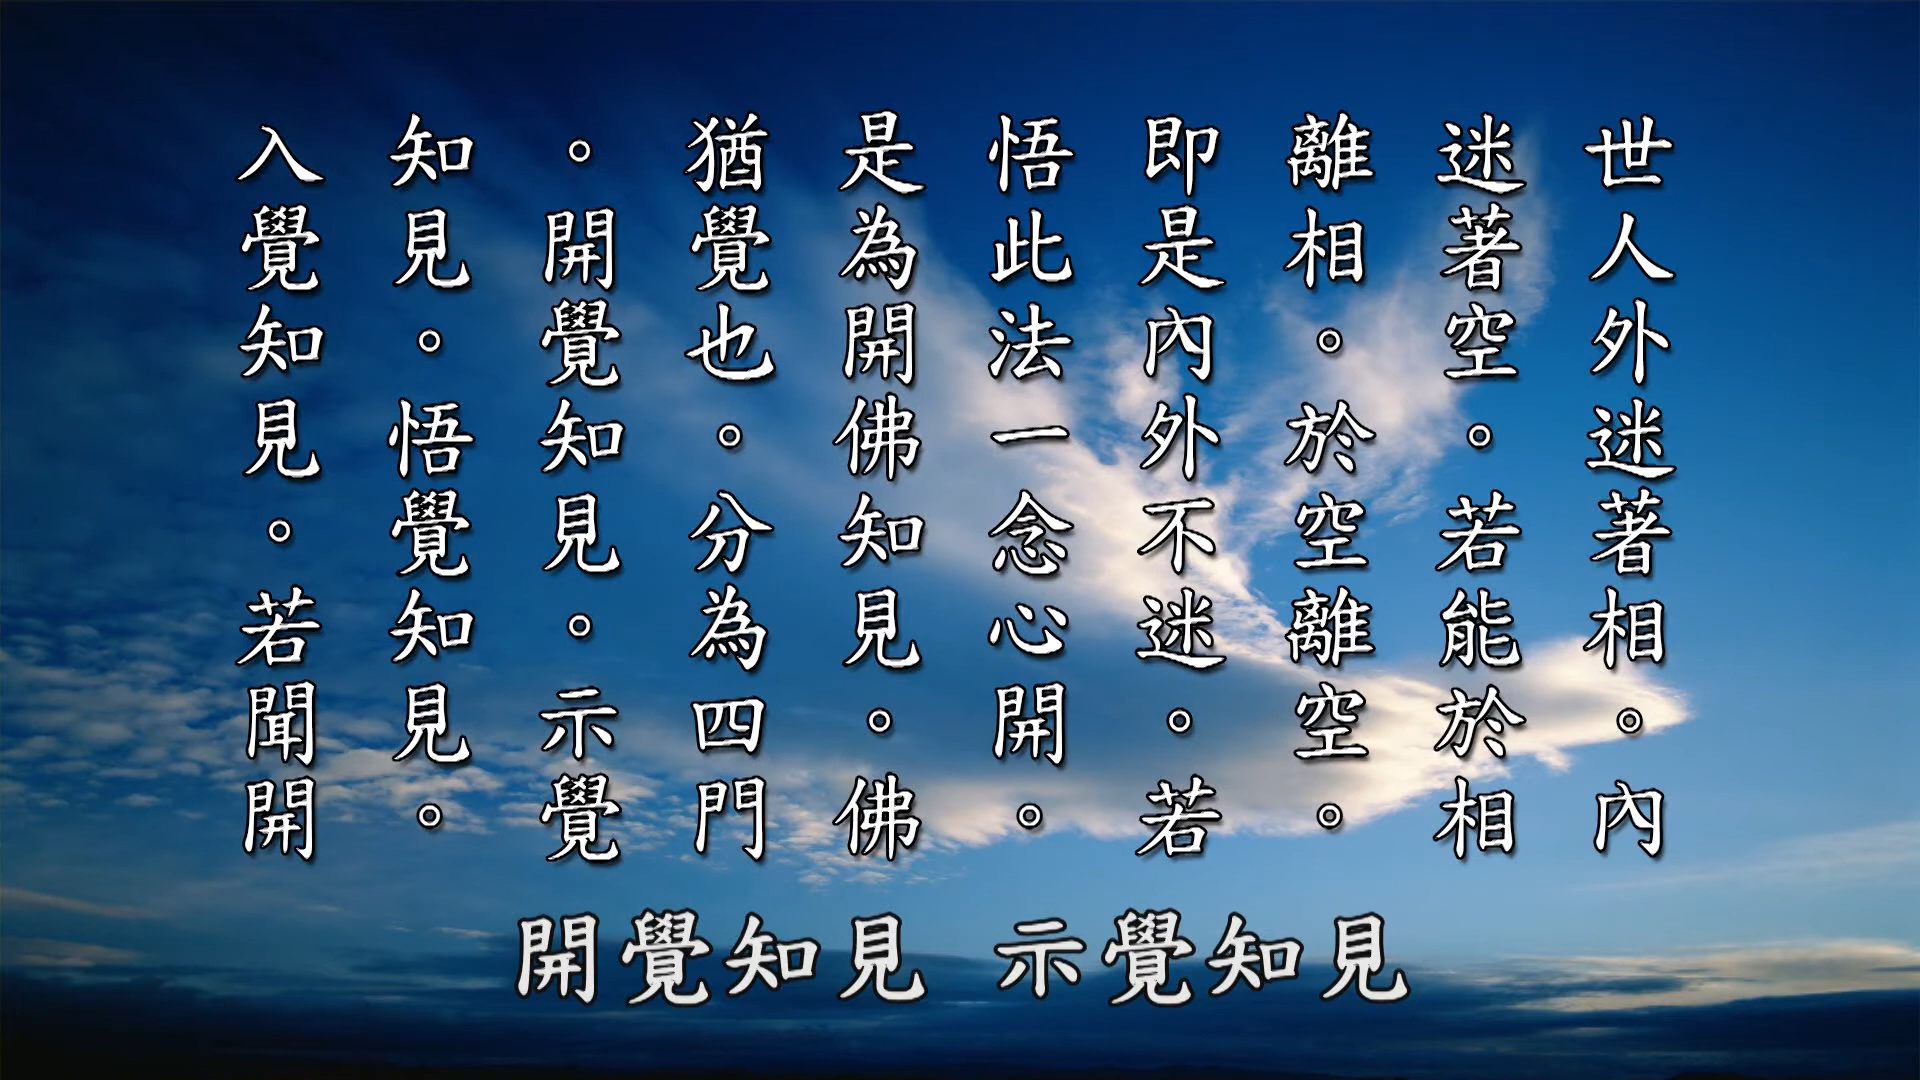 世人外迷著相。內
迷著空。若能於相
離相。於空離空。
即是內外不迷。若
悟此法一念心開。
是為開佛知見。佛
猶覺也。分為四門
。開覺知見。示覺
知見。悟覺知見。
入覺知見。若聞開
開覺知見 示覺知見